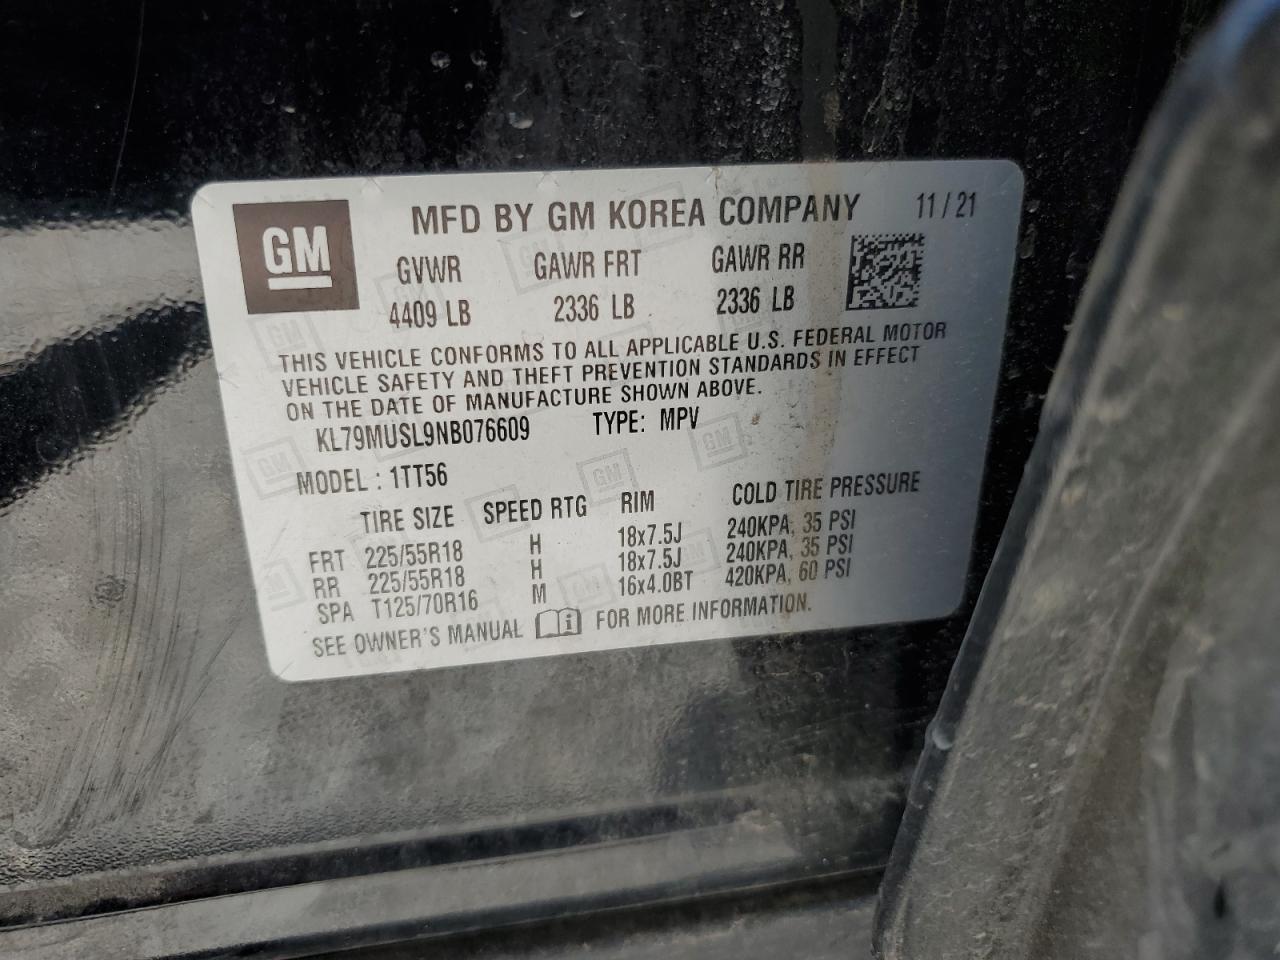 GM
MFD BY GM KOREA COMPANY 11/21
GVWR GAWR FRT GAWR RR
4409 LB 2336 LB 2336 LB
THIS VEHICLE CONFORMS TO ALL APPLICABLE U.S. FEDERAL MOTOR
VEHICLE SAFETY AND THEFT PREVENTION STANDARDS IN EFFECT
ON THE DATE OF MANUFACTURE SHOWN ABOVE.
KL79MUSL9NB076609 TYPE: MPV
MODEL : 1TT56
TIRE SIZE SPEED RTG RIM COLD TIRE PRESSURE
FRT 225/55R18 H 18x7.5J 240KPA, 35 PSI
RR 225/55R18 H 18x7.5J 240KPA, 35 PSI
SPA T125/70R16 M 16x4.0BT 420KPA, 60 PSI
SEE OWNER'S MANUAL i FOR MORE INFORMATION.